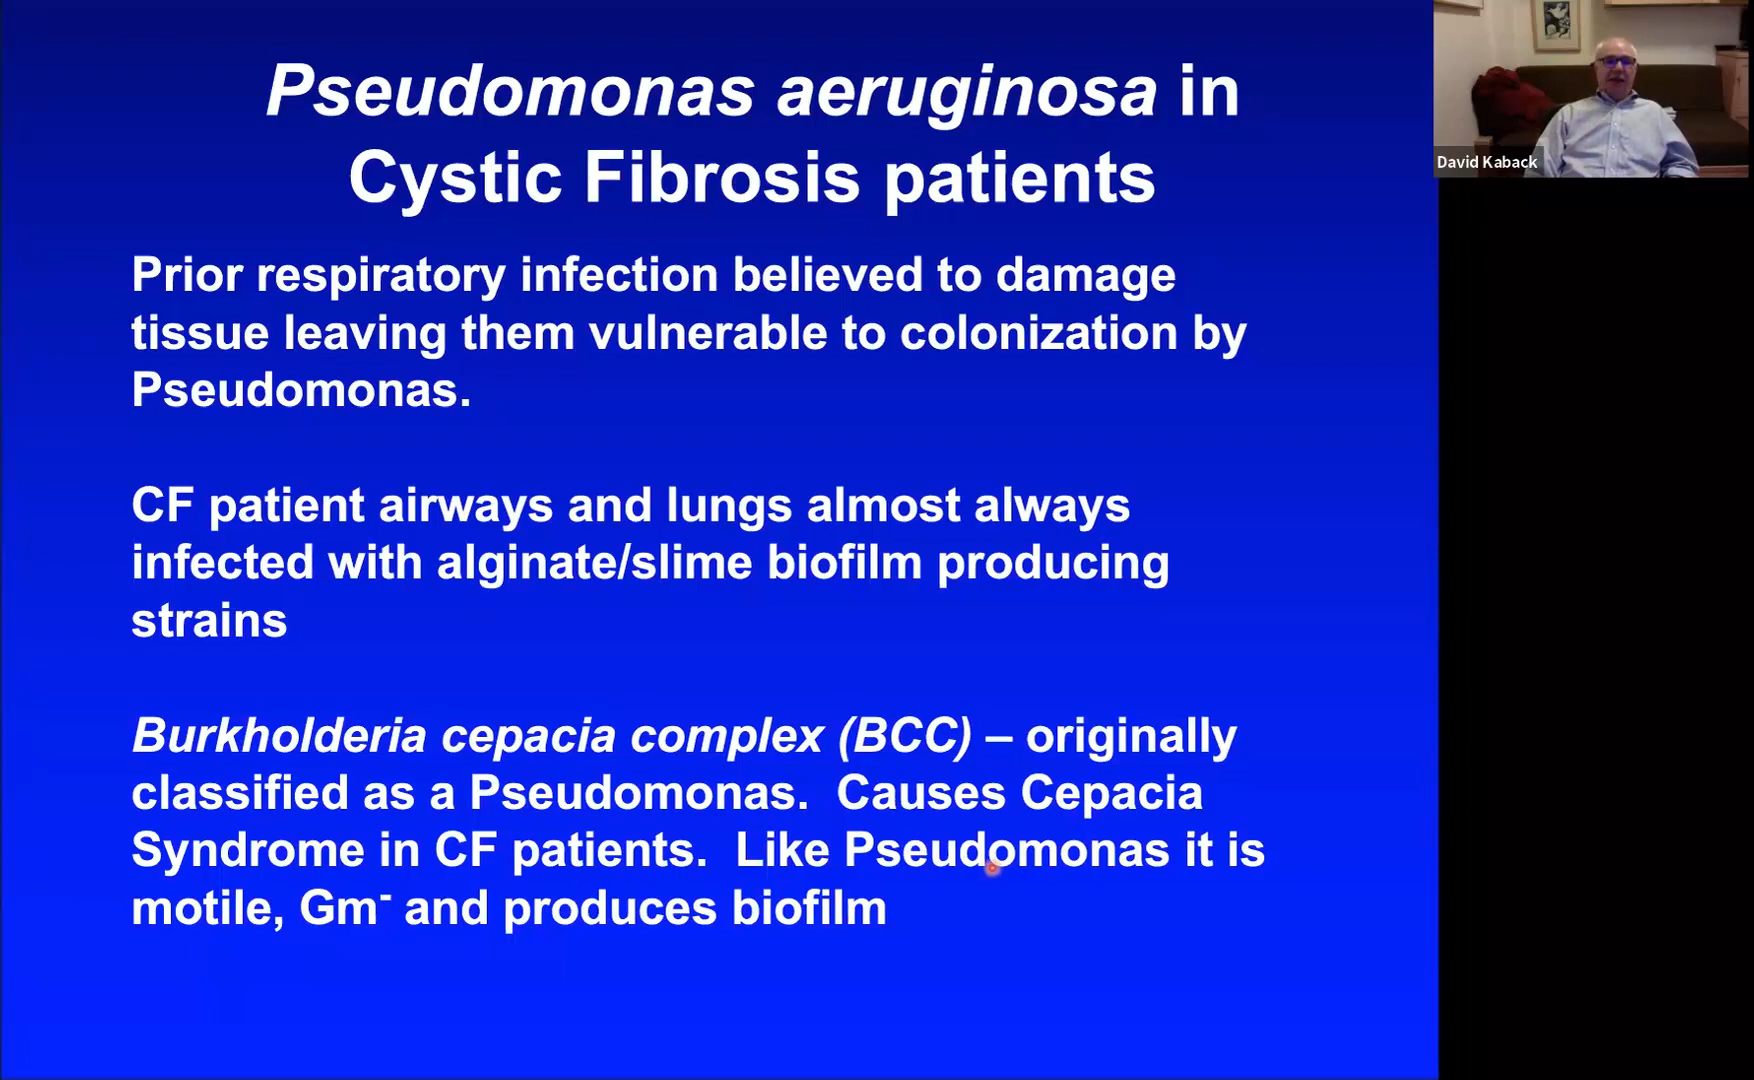 Pseudomonas aeruginosa in
Cystic Fibrosis patients
Prior respiratory infection believed to damage
tissue leaving them vulnerable to colonization by
Pseudomonas.
CF patient airways and lungs almost always
infected with alginate/slime biofilm producing
strains
Burkholderia cepacia complex (BCC) – originally
classified as a Pseudomonas.  Causes Cepacia
Syndrome in CF patients.  Like Pseudomonas it is
motile, Gm⁻ and produces biofilm
David Kaback